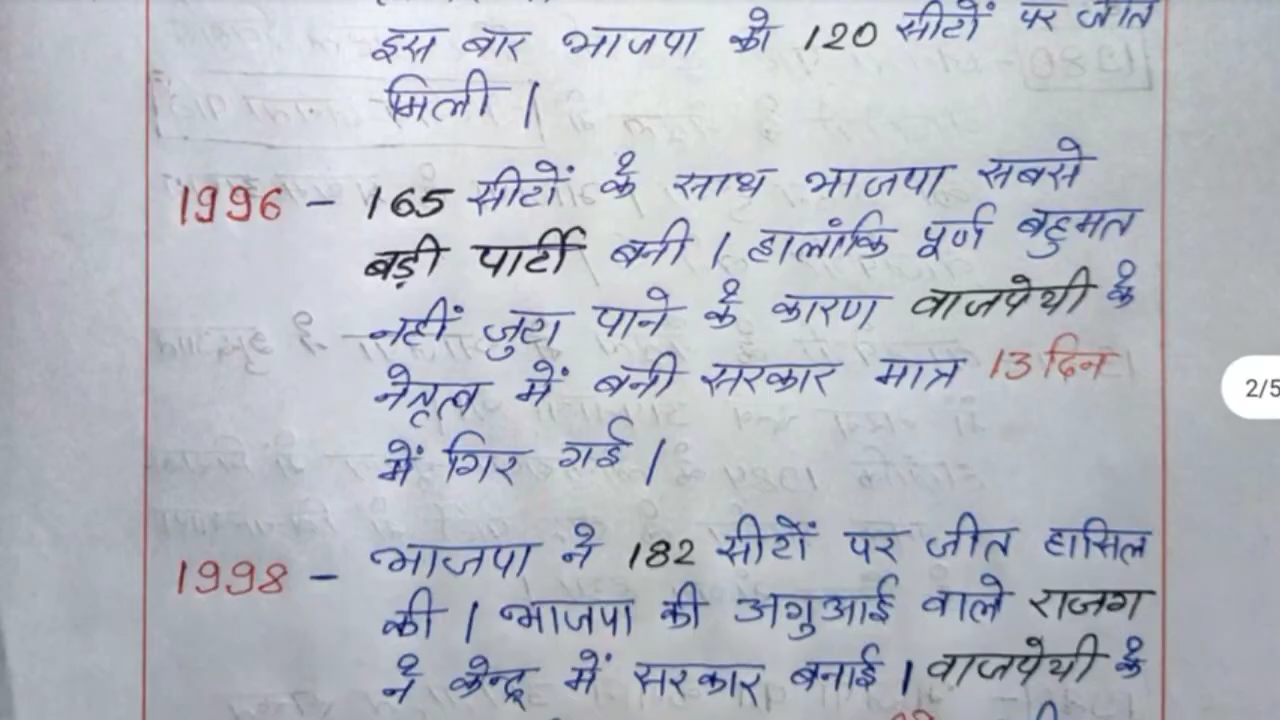 इस बार भाजपा को 120 सीटों पर जीत
मिली |
1996 - 165 सीटों के साथ भाजपा सबसे
बड़ी पार्टी बनी | हालांकि पूर्ण बहुमत
नहीं जुटा पाने के कारण वाजपेयी के
नेतृत्व में बनी सरकार मात्र 13 दिन
में गिर गई |
2/5
1998 - भाजपा ने 182 सीटों पर जीत हासिल
की | भाजपा की अगुआई वाले राजग
ने केन्द्र में सरकार बनाई | वाजपेयी के